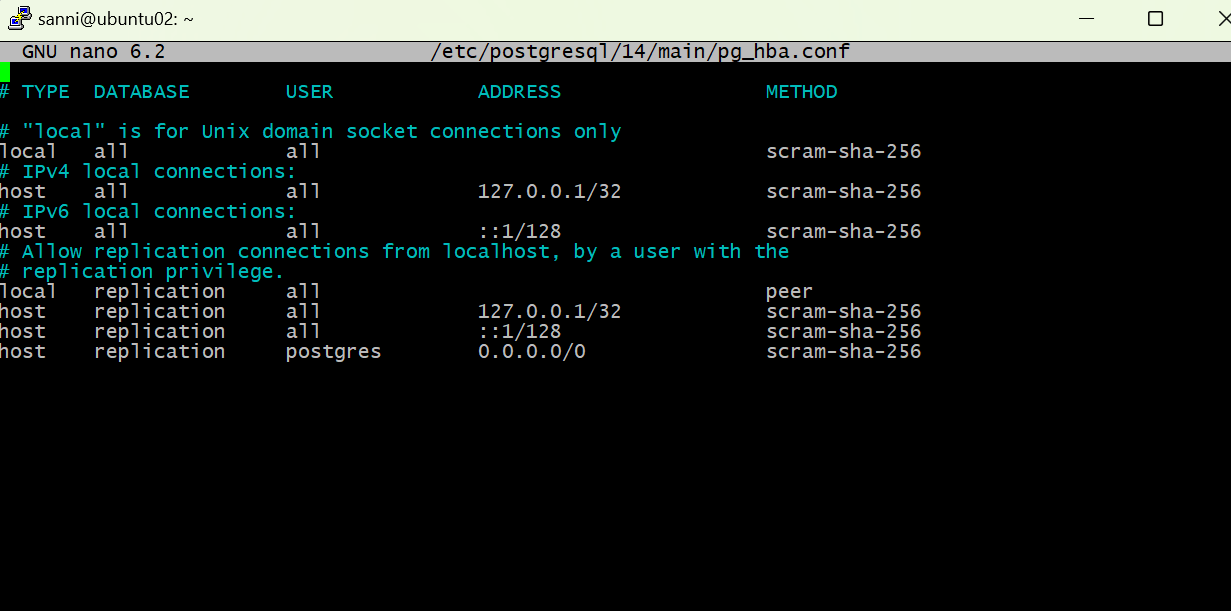 sanni@ubuntu02: ~
GNU nano 6.2 /etc/postgresql/14/main/pg_hba.conf
# TYPE DATABASE USER ADDRESS METHOD
# "local" is for Unix domain socket connections only
local all all scram-sha-256
# IPv4 local connections:
host all all 127.0.0.1/32 scram-sha-256
# IPv6 local connections:
host all all ::1/128 scram-sha-256
# Allow replication connections from localhost, by a user with the
# replication privilege.
local replication all peer
host replication all 127.0.0.1/32 scram-sha-256
host replication all ::1/128 scram-sha-256
host replication postgres 0.0.0.0/0 scram-sha-256